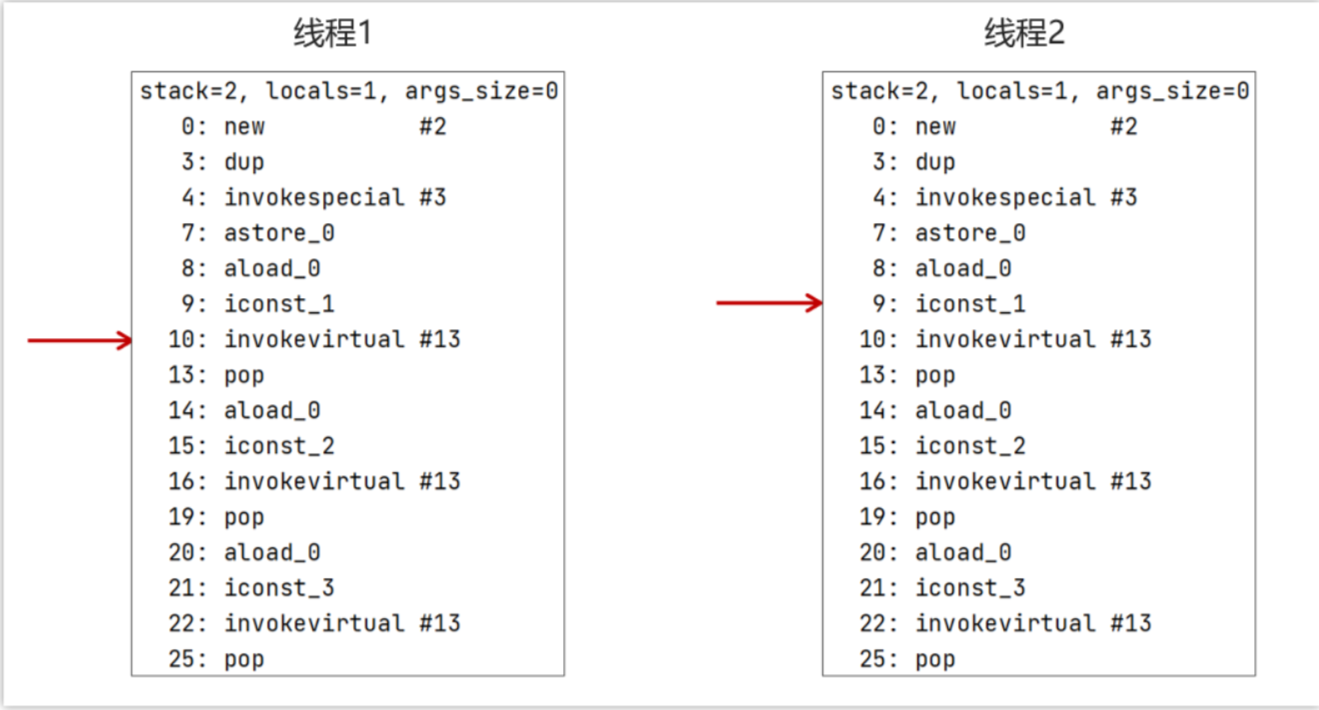 线程1
stack=2, locals=1, args_size=0
0: new #2
3: dup
4: invokespecial #3
7: astore_0
8: aload_0
9: iconst_1
10: invokevirtual #13
13: pop
14: aload_0
15: iconst_2
16: invokevirtual #13
19: pop
20: aload_0
21: iconst_3
22: invokevirtual #13
25: pop
线程2
stack=2, locals=1, args_size=0
0: new #2
3: dup
4: invokespecial #3
7: astore_0
8: aload_0
9: iconst_1
10: invokevirtual #13
13: pop
14: aload_0
15: iconst_2
16: invokevirtual #13
19: pop
20: aload_0
21: iconst_3
22: invokevirtual #13
25: pop